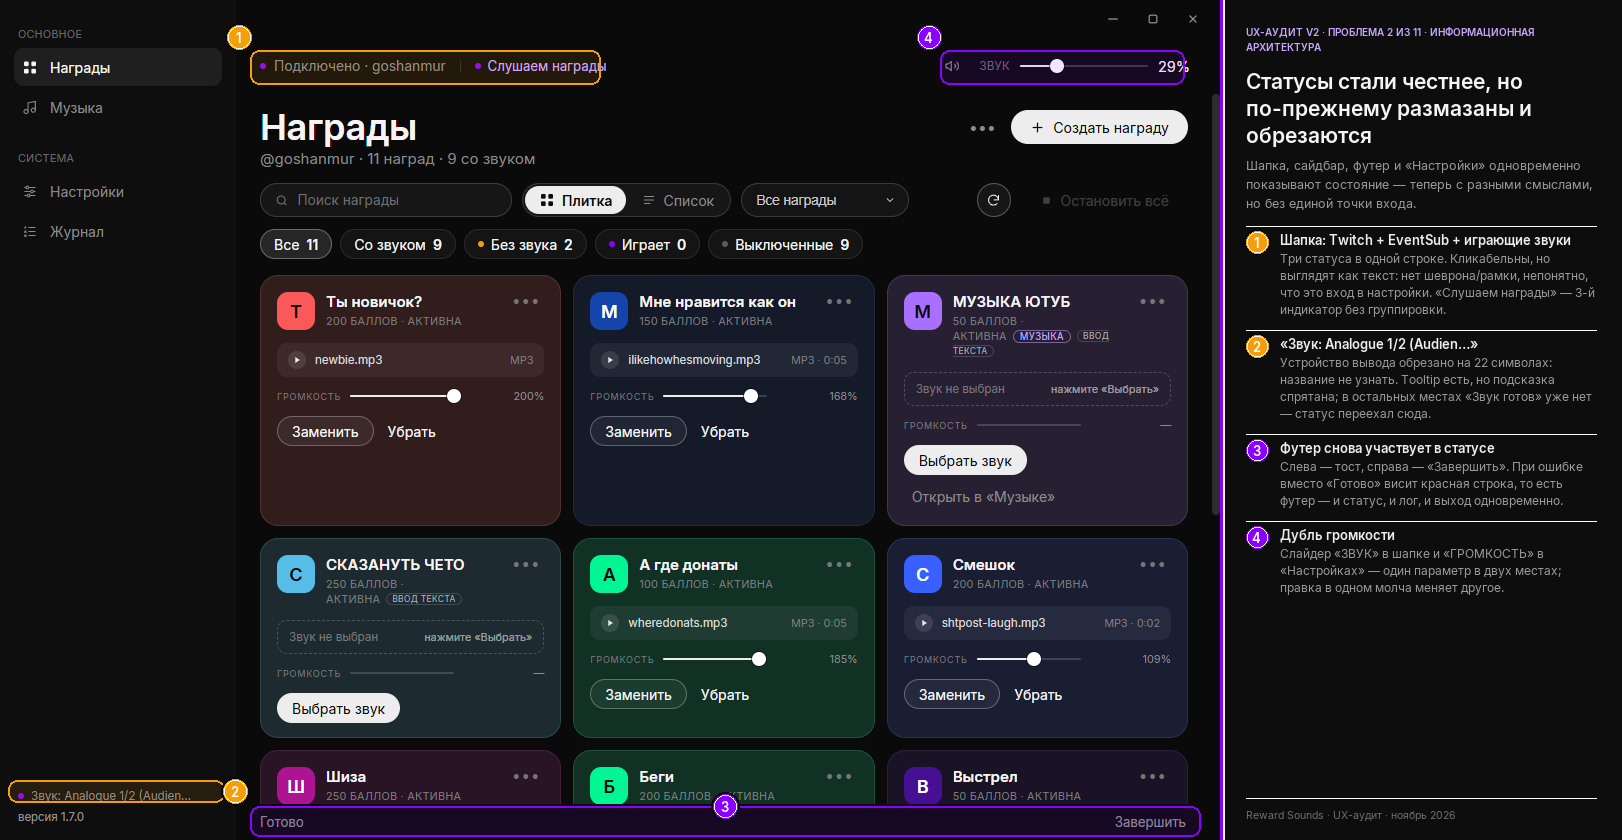 ОСНОВНОЕ
Награды
Музыка
СИСТЕМА
Настройки
Журнал
Звук: Analogue 1/2 (Audien...
2
версия 1.7.0
1
Подключено · goshanmur
Слушаем награды
4
ЗВУК
29%
Награды
@goshanmur · 11 наград · 9 со звуком
•••
+ Создать награду
Поиск награды
Плитка
Список
Все награды
Остановить всё
Все 11
Со звуком 9
Без звука 2
Играет 0
Выключенные 9
Т
Ты новичок?
200 БАЛЛОВ · АКТИВНА
newbie.mp3
MP3
ГРОМКОСТЬ
200%
Заменить
Убрать
М
Мне нравится как он
150 БАЛЛОВ · АКТИВНА
ilikehowhesmoving.mp3
MP3 · 0:05
ГРОМКОСТЬ
168%
Заменить
Убрать
М
МУЗЫКА ЮТУБ
50 БАЛЛОВ ·
АКТИВНА МУЗЫКА ВВОД
ТЕКСТА
Звук не выбран
нажмите «Выбрать»
ГРОМКОСТЬ
—
Выбрать звук
Открыть в «Музыке»
С
СКАЗАНУТЬ ЧЕТО
250 БАЛЛОВ ·
АКТИВНА ВВОД ТЕКСТА
Звук не выбран
нажмите «Выбрать»
ГРОМКОСТЬ
—
Выбрать звук
А
А где донаты
100 БАЛЛОВ · АКТИВНА
wheredonats.mp3
MP3 · 0:05
ГРОМКОСТЬ
185%
Заменить
Убрать
С
Смешок
200 БАЛЛОВ · АКТИВНА
shtpost-laugh.mp3
MP3 · 0:02
ГРОМКОСТЬ
109%
Заменить
Убрать
Ш
Шиза
250 БАЛЛОВ · АКТИВНА
Б
Беги
200 БАЛЛОВ · АКТИВНА
В
Выстрел
50 БАЛЛОВ · АКТИВНА
3
Готово
Завершить
UX-АУДИТ V2 · ПРОБЛЕМА 2 ИЗ 11 · ИНФОРМАЦИОННАЯ
АРХИТЕКТУРА
Статусы стали честнее, но
по-прежнему размазаны и
обрезаются
Шапка, сайдбар, футер и «Настройки» одновременно
показывают состояние — теперь с разными смыслами,
но без единой точки входа.
1
Шапка: Twitch + EventSub + играющие звуки
Три статуса в одной строке. Кликабельны, но
выглядят как текст: нет шеврона/рамки, непонятно,
что это вход в настройки. «Слушаем награды» — 3-й
индикатор без группировки.
2
«Звук: Analogue 1/2 (Audien...»
Устройство вывода обрезано на 22 символах:
название не узнать. Tooltip есть, но подсказка
спрятана; в остальных местах «Звук готов» уже нет
— статус переехал сюда.
3
Футер снова участвует в статусе
Слева — тост, справа — «Завершить». При ошибке
вместо «Готово» висит красная строка, то есть
футер — и статус, и лог, и выход одновременно.
4
Дубль громкости
Слайдер «ЗВУК» в шапке и «ГРОМКОСТЬ» в
«Настройках» — один параметр в двух местах;
правка в одном молча меняет другое.
Reward Sounds · UX-аудит · ноябрь 2026